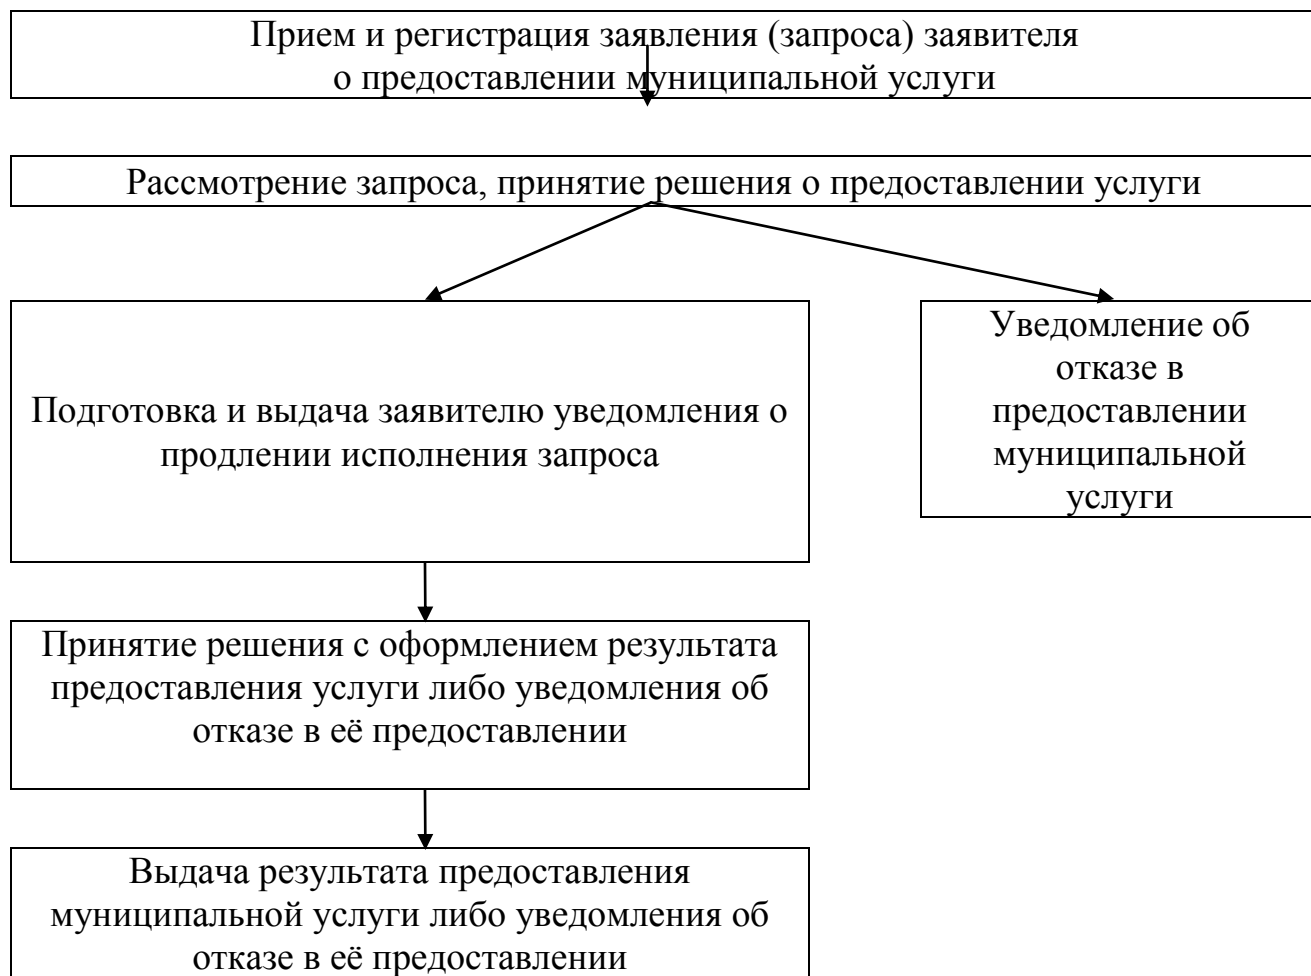 Прием и регистрация заявления (запроса) заявителя
о предоставлении муниципальной услуги
Рассмотрение запроса, принятие решения о предоставлении услуги
Подготовка и выдача заявителю уведомления о
продлении исполнения запроса
Уведомление об
отказе в
предоставлении
муниципальной
услуги
Принятие решения с оформлением результата
предоставления услуги либо уведомления об
отказе в её предоставлении
Выдача результата предоставления
муниципальной услуги либо уведомления об
отказе в её предоставлении